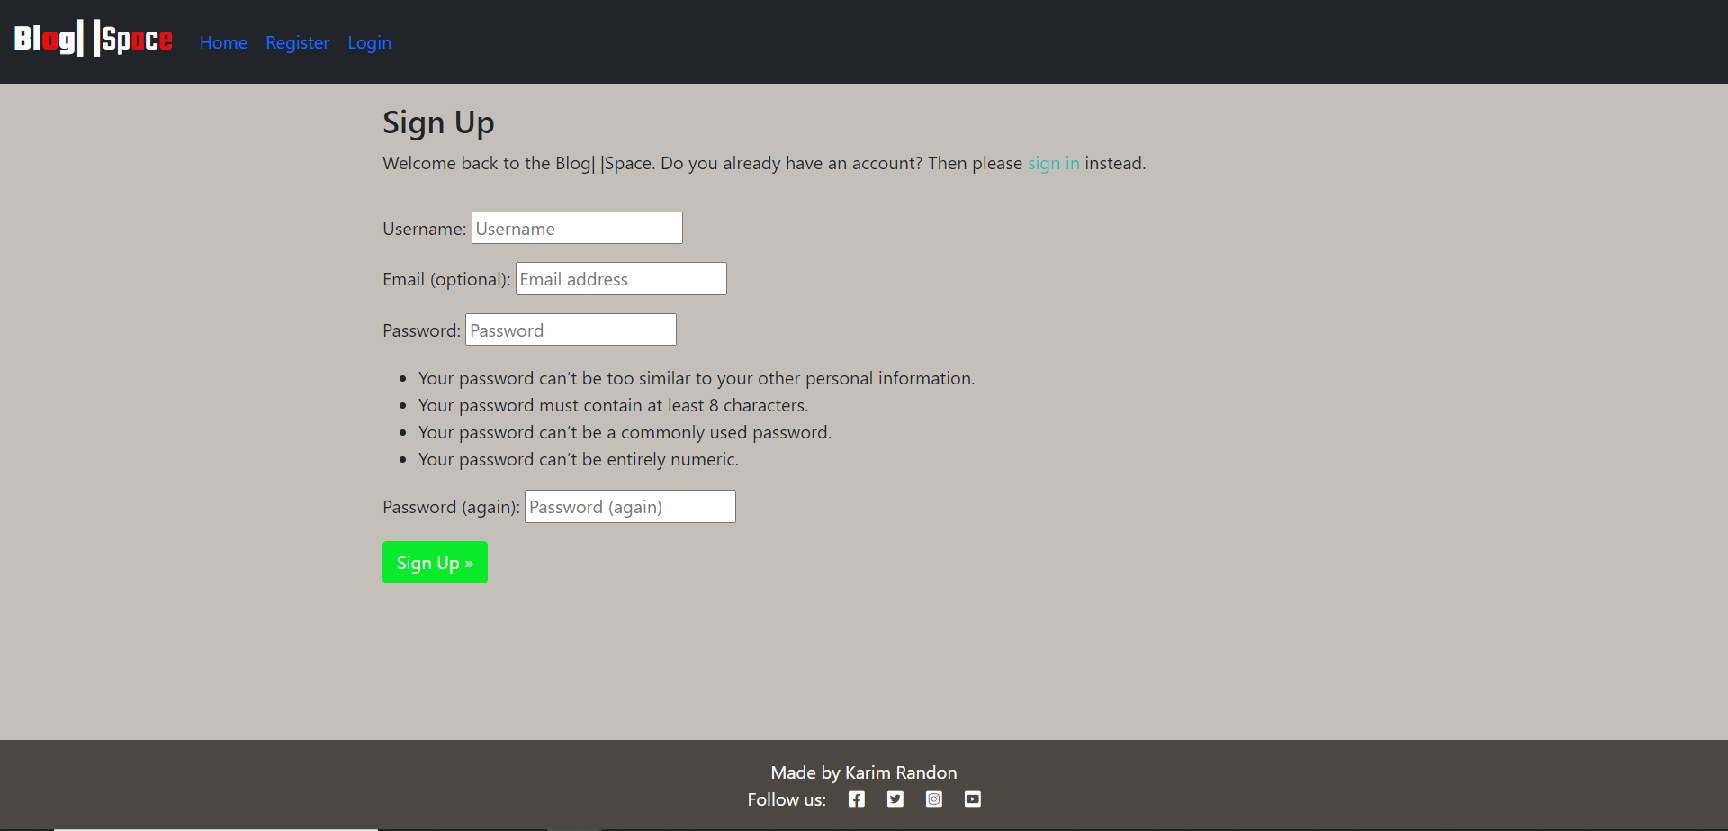 Blog| |Space Home Register Login
Sign Up
Welcome back to the Blog| |Space. Do you already have an account? Then please sign in instead.
Username: Username
Email (optional): Email address
Password: Password
• Your password can't be too similar to your other personal information.
• Your password must contain at least 8 characters.
• Your password can't be a commonly used password.
• Your password can't be entirely numeric.
Password (again): Password (again)
Sign Up »
Made by Karim Randon
Follow us: